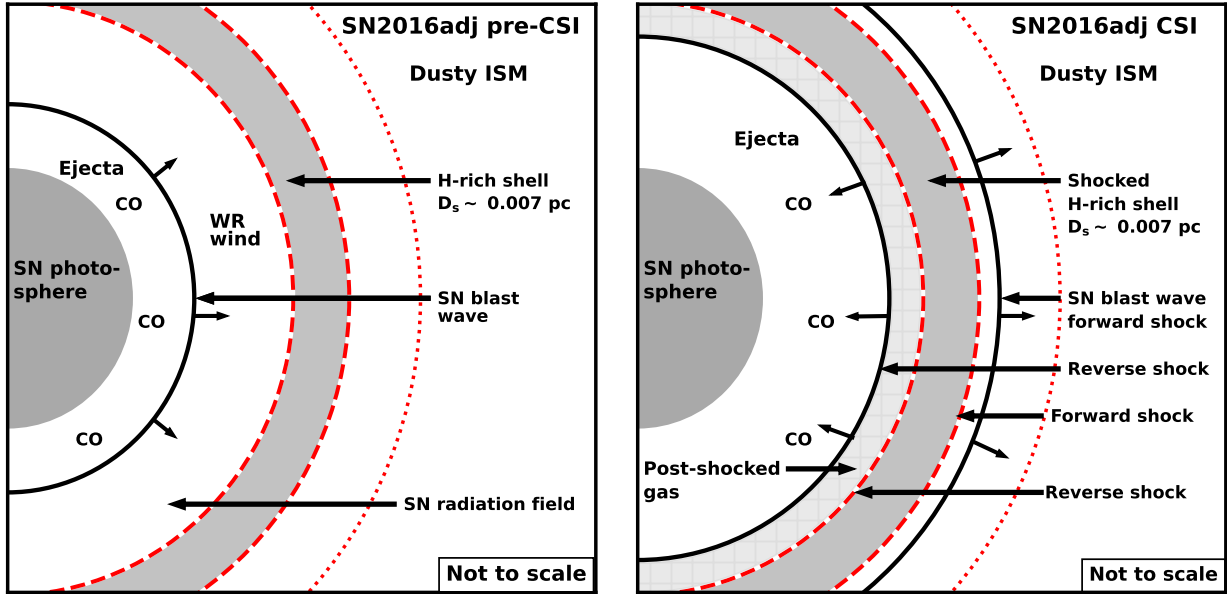 SN2016adj pre-CSI
Dusty ISM
Ejecta
CO
WR
wind
H-rich shell
Dₛ ~ 0.007 pc
SN photo-
sphere
CO
SN blast
wave
CO
SN radiation field
Not to scale
SN2016adj CSI
Dusty ISM
Ejecta
CO
Shocked
H-rich shell
Dₛ ~ 0.007 pc
SN photo-
sphere
CO
SN blast wave
forward shock
Reverse shock
Forward shock
CO
Post-shocked
gas
Reverse shock
Not to scale